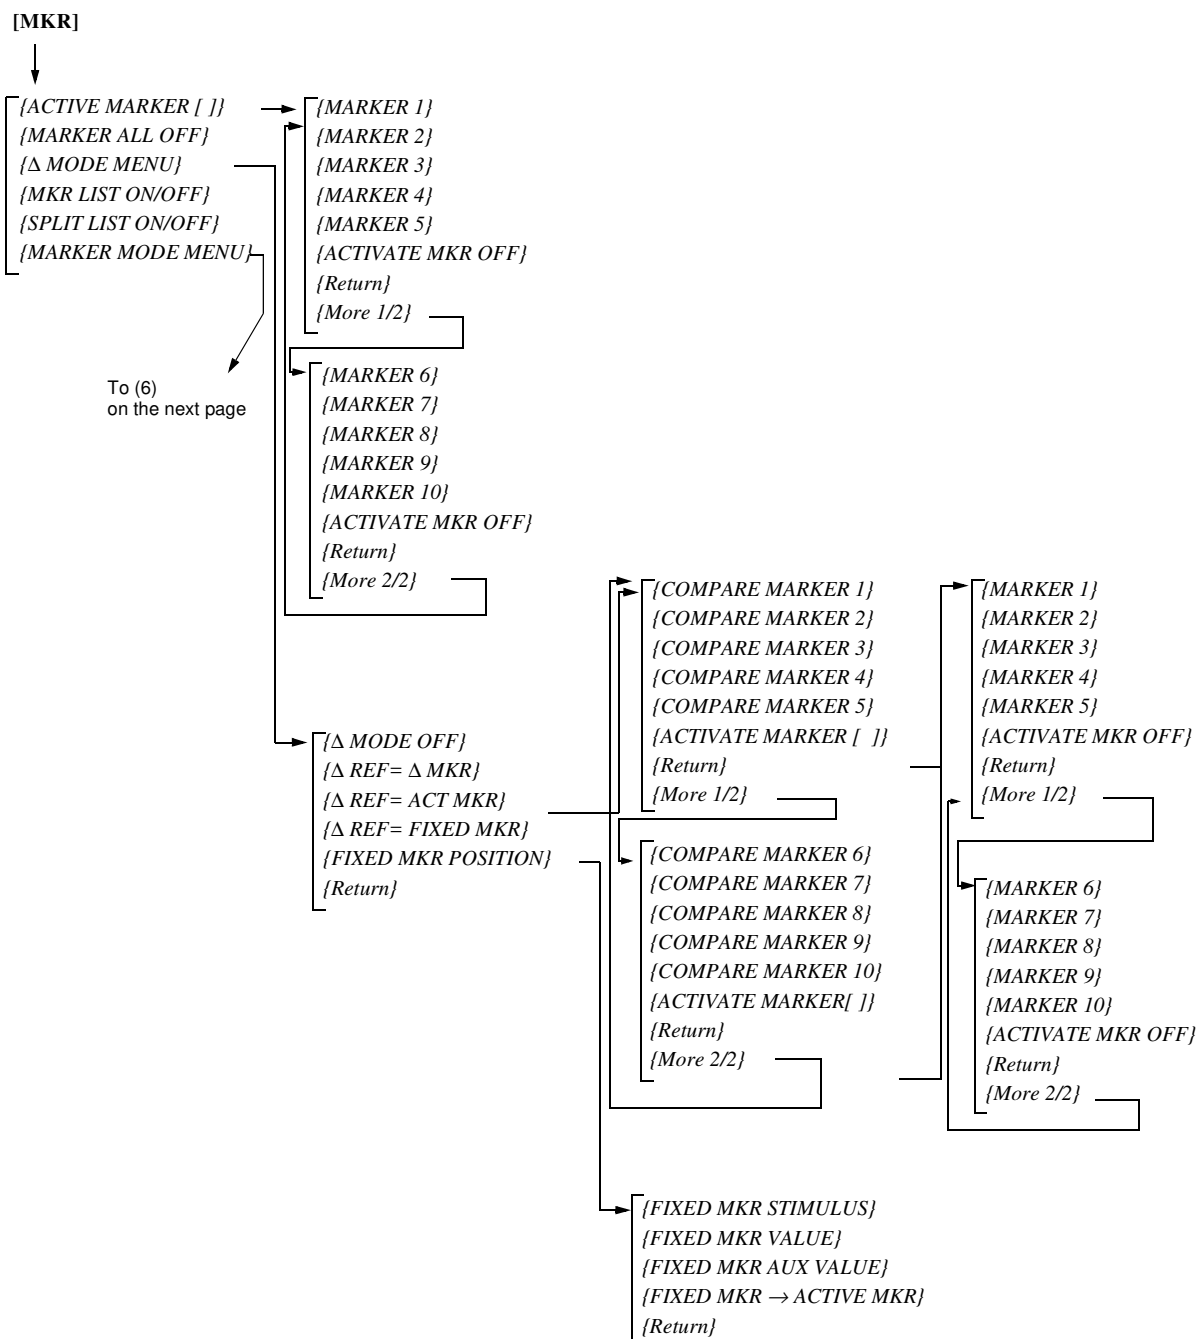 [MKR]
{ACTIVE MARKER [ ]}
{MARKER ALL OFF}
{Δ MODE MENU}
{MKR LIST ON/OFF}
{SPLIT LIST ON/OFF}
{MARKER MODE MENU}
To (6)
on the next page
{MARKER 1}
{MARKER 2}
{MARKER 3}
{MARKER 4}
{MARKER 5}
{ACTIVATE MKR OFF}
{Return}
{More 1/2}
{MARKER 6}
{MARKER 7}
{MARKER 8}
{MARKER 9}
{MARKER 10}
{ACTIVATE MKR OFF}
{Return}
{More 2/2}
{Δ MODE OFF}
{Δ REF= Δ MKR}
{Δ REF= ACT MKR}
{Δ REF= FIXED MKR}
{FIXED MKR POSITION}
{Return}
{COMPARE MARKER 1}
{COMPARE MARKER 2}
{COMPARE MARKER 3}
{COMPARE MARKER 4}
{COMPARE MARKER 5}
{ACTIVATE MARKER [ ]}
{Return}
{More 1/2}
{COMPARE MARKER 6}
{COMPARE MARKER 7}
{COMPARE MARKER 8}
{COMPARE MARKER 9}
{COMPARE MARKER 10}
{ACTIVATE MARKER[ ]}
{Return}
{More 2/2}
{MARKER 1}
{MARKER 2}
{MARKER 3}
{MARKER 4}
{MARKER 5}
{ACTIVATE MKR OFF}
{Return}
{More 1/2}
{MARKER 6}
{MARKER 7}
{MARKER 8}
{MARKER 9}
{MARKER 10}
{ACTIVATE MKR OFF}
{Return}
{More 2/2}
{FIXED MKR STIMULUS}
{FIXED MKR VALUE}
{FIXED MKR AUX VALUE}
{FIXED MKR → ACTIVE MKR}
{Return}